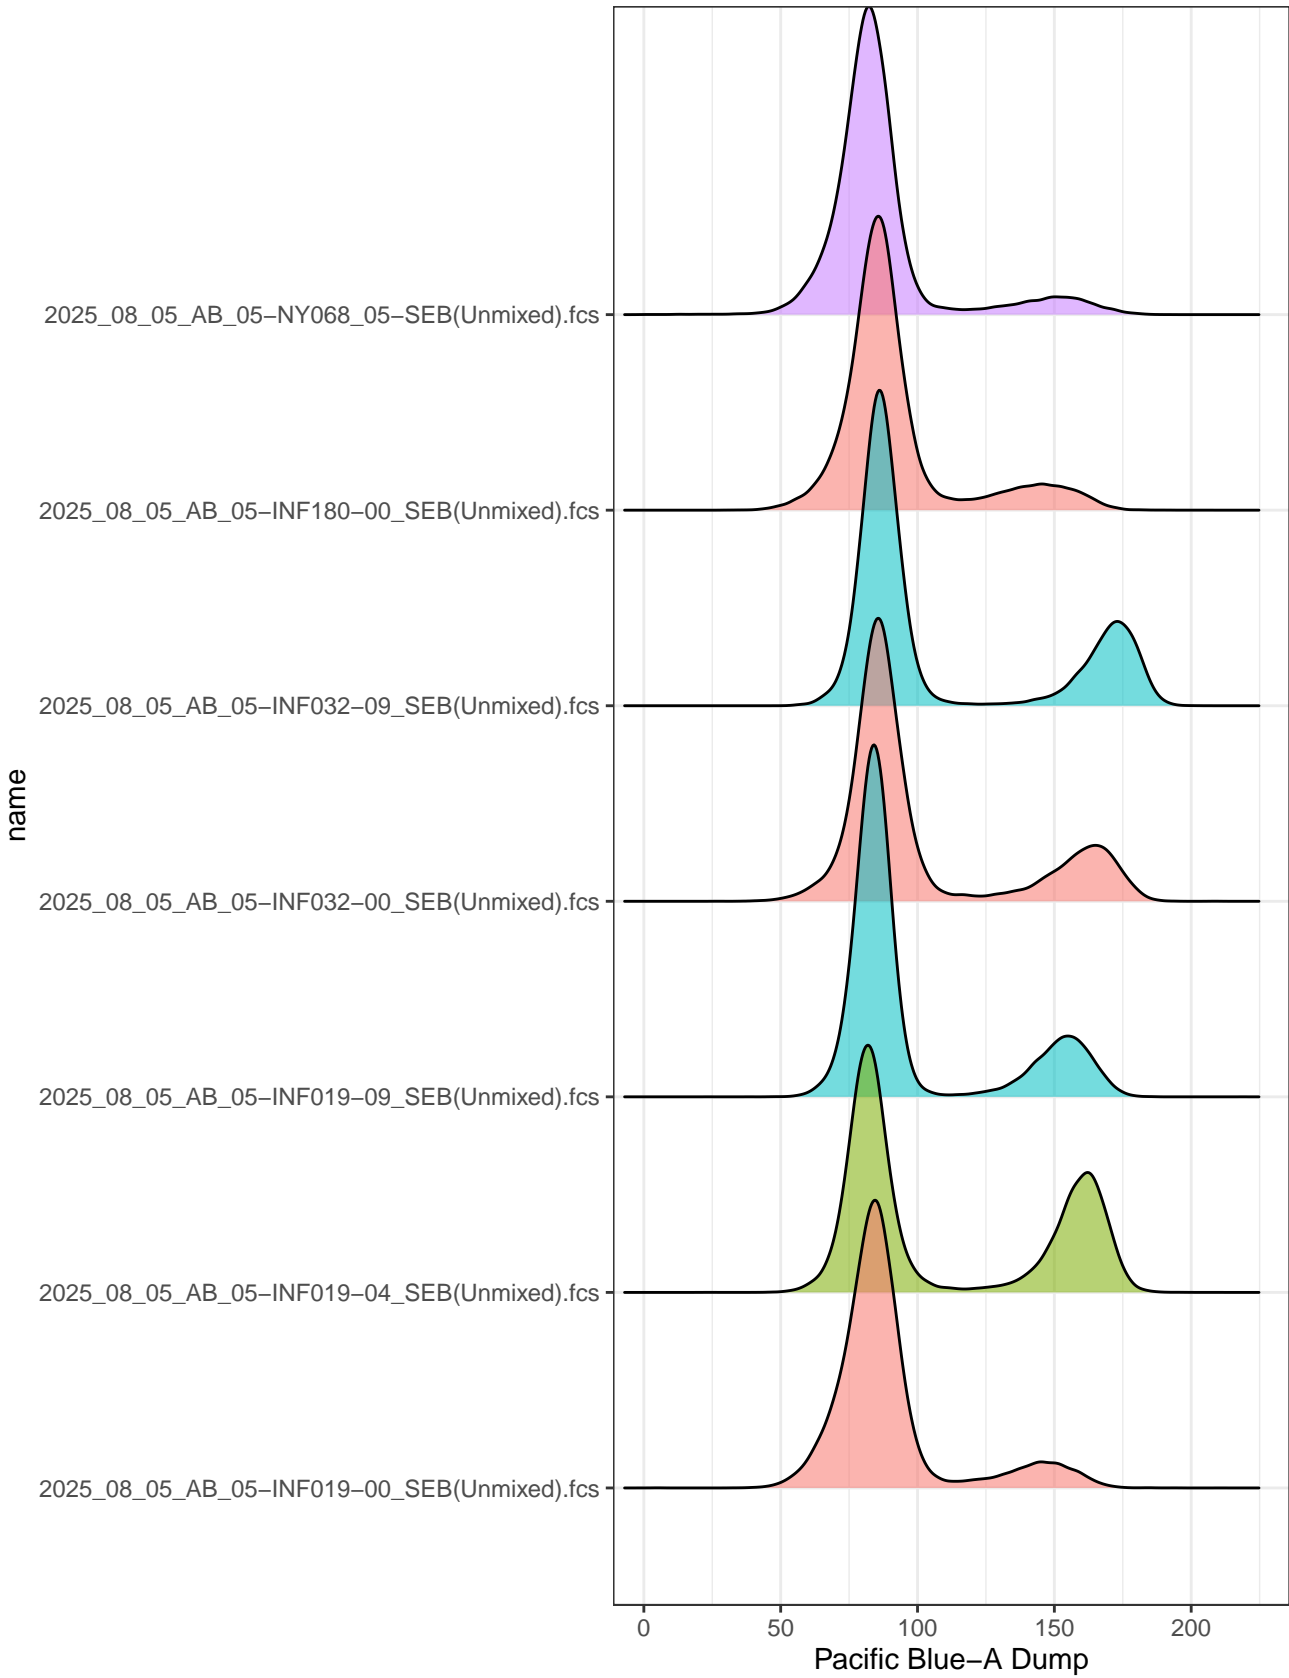 2025_08_05_AB_05−NY068_05−SEB(Unmixed).fcs
2025_08_05_AB_05−INF180−00_SEB(Unmixed).fcs
2025_08_05_AB_05−INF032−09_SEB(Unmixed).fcs
name
2025_08_05_AB_05−INF032−00_SEB(Unmixed).fcs
2025_08_05_AB_05−INF019−09_SEB(Unmixed).fcs
2025_08_05_AB_05−INF019−04_SEB(Unmixed).fcs
2025_08_05_AB_05−INF019−00_SEB(Unmixed).fcs
0 50 100 150 200
Pacific Blue−A Dump